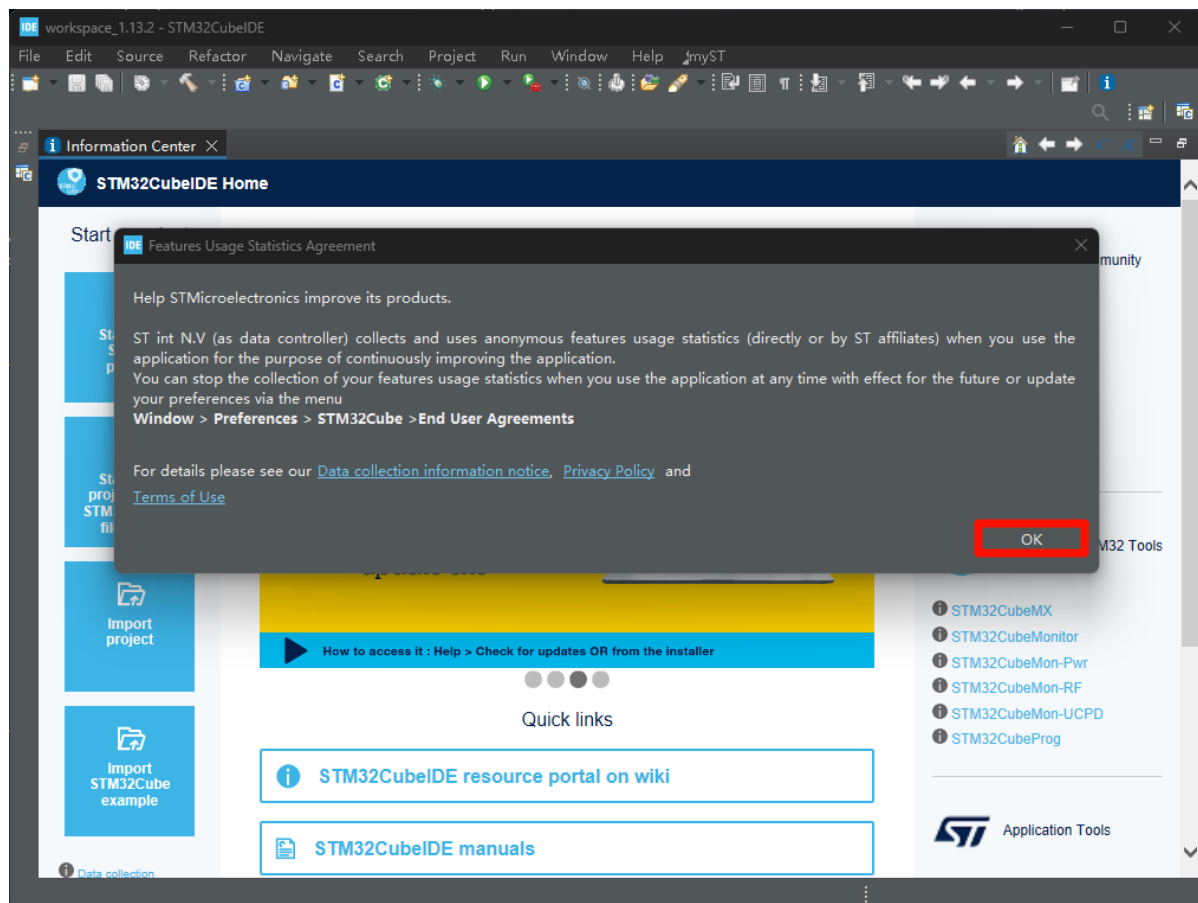 IDE workspace_1.13.2 - STM32CubeIDE
File Edit Source Refactor Navigate Search Project Run Window Help myST
Information Center
STM32CubeIDE Home
Start
munity
IDE Features Usage Statistics Agreement
Help STMicroelectronics improve its products.
ST int N.V (as data controller) collects and uses anonymous features usage statistics (directly or by ST affiliates) when you use the
application for the purpose of continuously improving the application.
You can stop the collection of your features usage statistics when you use the application at any time with effect for the future or update
your preferences via the menu
Window > Preferences > STM32Cube >End User Agreements
For details please see our Data collection information notice, Privacy Policy and
Terms of Use
OK
M32 Tools
Import
project
How to access it : Help > Check for updates OR from the installer
STM32CubeMX
STM32CubeMonitor
STM32CubeMon-Pwr
STM32CubeMon-RF
STM32CubeMon-UCPD
STM32CubeProg
Quick links
Import
STM32Cube
example
STM32CubeIDE resource portal on wiki
STM32CubeIDE manuals
Application Tools
Data collection